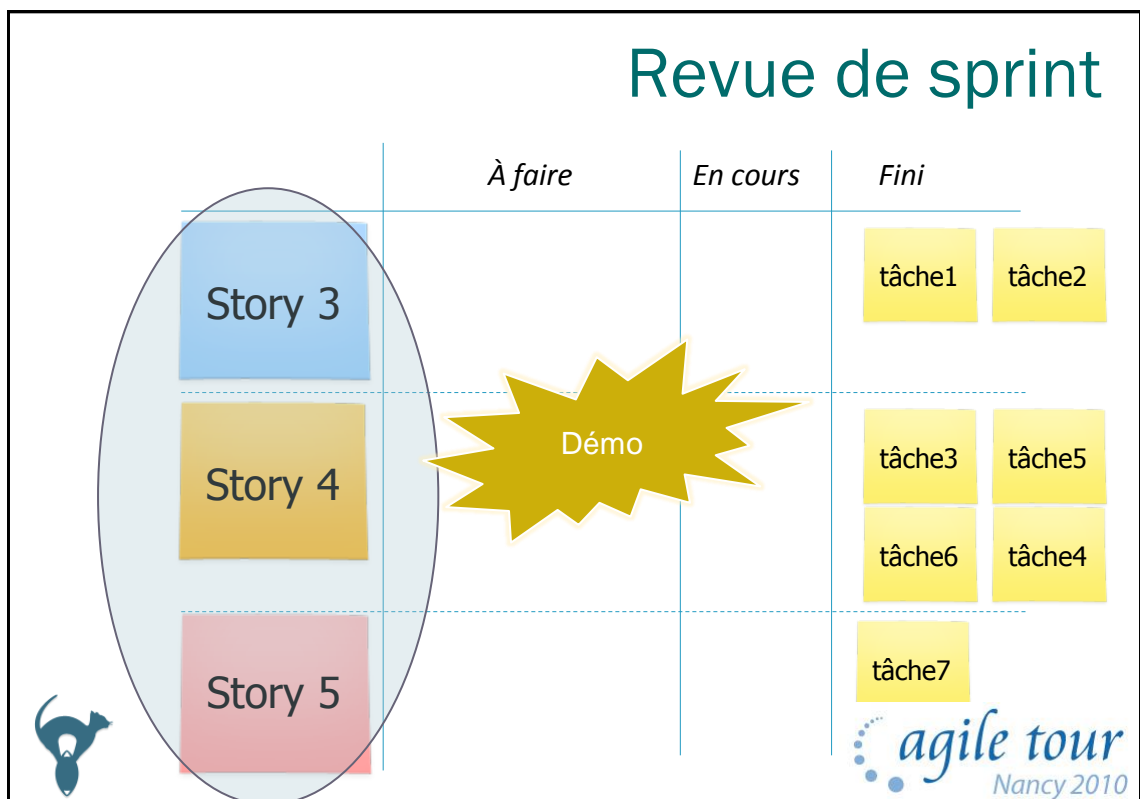 Revue de sprint
À faire
En cours
Fini
Story 3
tâche1
tâche2
Démo
Story 4
tâche3
tâche5
tâche6
tâche4
Story 5
tâche7
agile tour
Nancy 2010